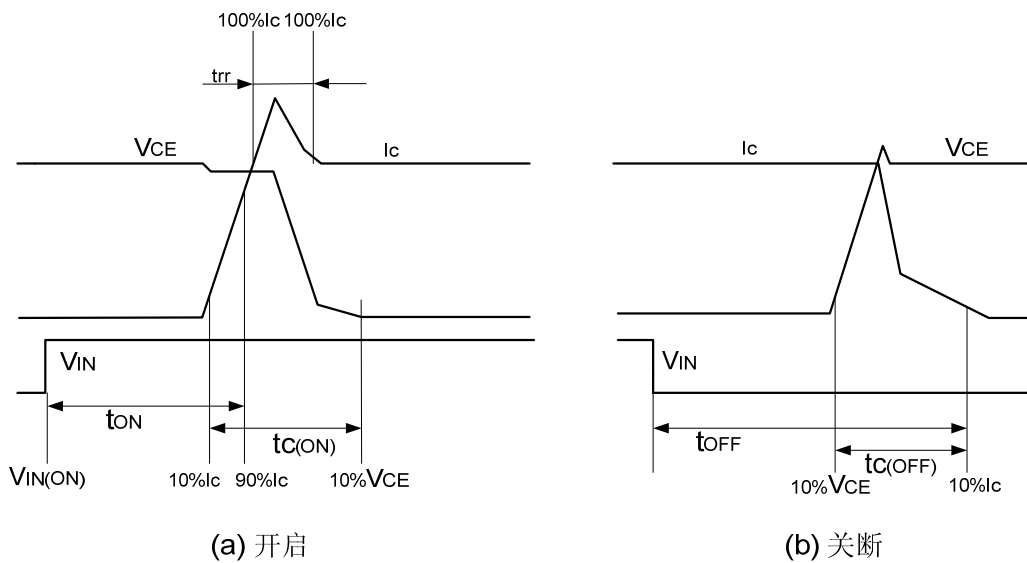 100%Ic 100%Ic
trr
VCE
Ic
VIN
tON
tC(ON)
VIN(ON)
10%Ic
90%Ic
10%VCE
(a) 开启
Ic
VCE
VIN
tOFF
tC(OFF)
10%VCE
10%Ic
(b) 关断